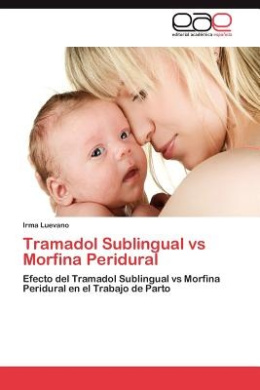 eae
editorial académica española
Irma Luevano
Tramadol Sublingual vs
Morfina Peridural
Efecto del Tramadol Sublingual vs Morfina
Peridural en el Trabajo de Parto